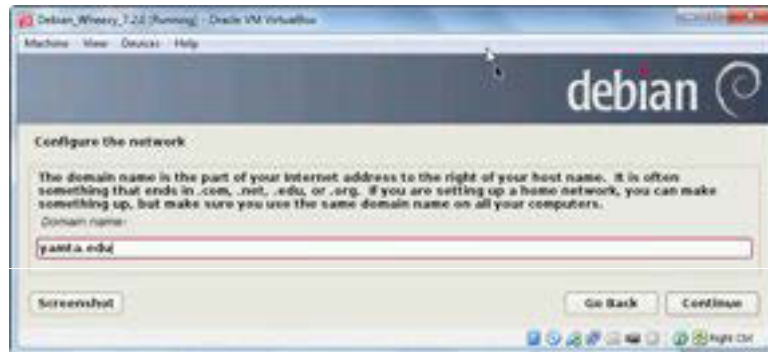 Debian_Wheezy_7.2.0 [Running] - Oracle VM VirtualBox
Machine View Devices Help
debian
Configure the network
The domain name is the part of your Internet address to the right of your host name. It is often
something that ends in .com, .net, .edu, or .org. If you are setting up a home network, you can make
something up, but make sure you use the same domain name on all your computers.
Domain name:
yamta.edu
Screenshot
Go Back
Continue
Right Ctrl